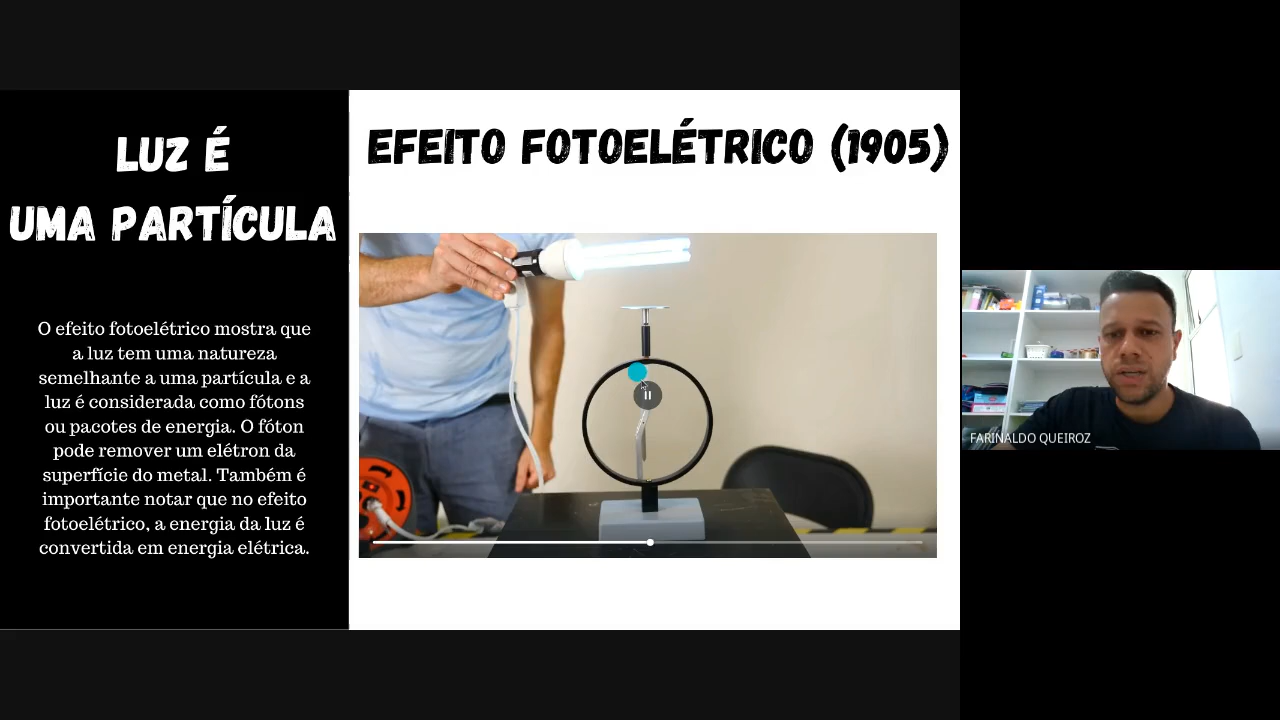 LUZ É
UMA PARTÍCULA
O efeito fotoelétrico mostra que
a luz tem uma natureza
semelhante a uma partícula e a
luz é considerada como fótons
ou pacotes de energia. O fóton
pode remover um elétron da
superfície do metal. Também é
importante notar que no efeito
fotoelétrico, a energia da luz é
convertida em energia elétrica.
EFEITO FOTOELÉTRICO (1905)
FARINALDO QUEIROZ